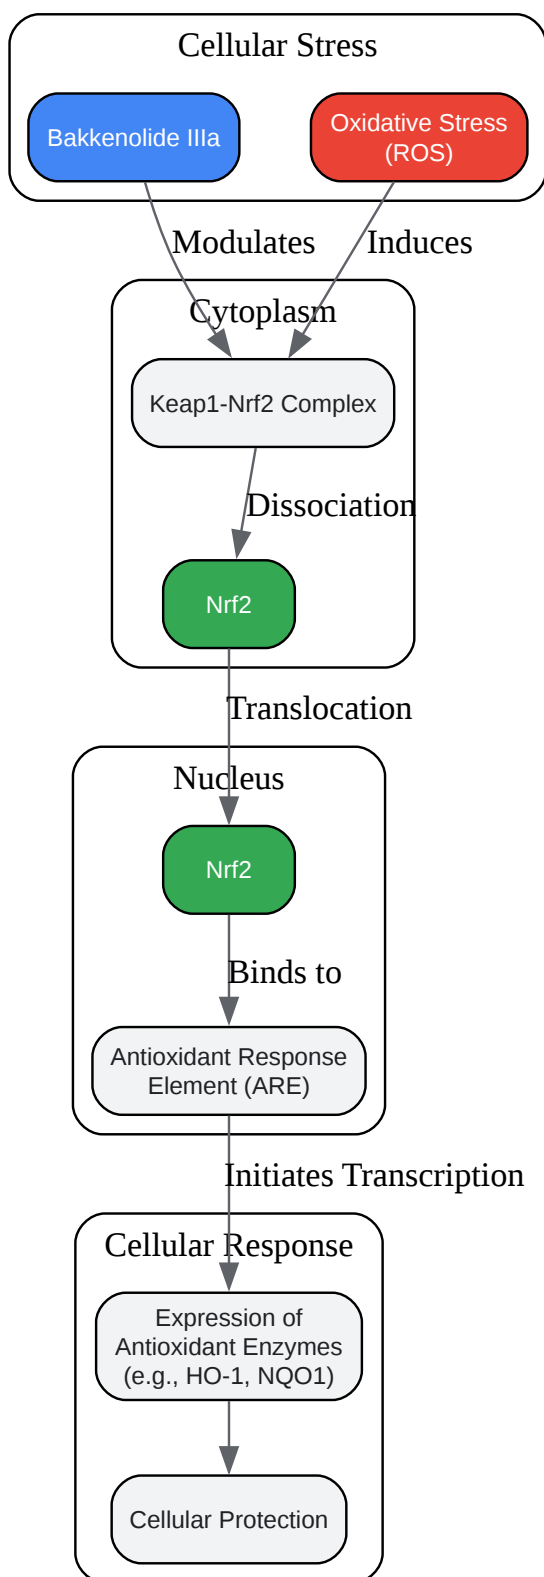 Cellular Stress
Bakkenolide IIIa
Oxidative Stress
(ROS)
Modulates
Induces
Cytoplasm
Keap1-Nrf2 Complex
Dissociation
Nrf2
Translocation
Nucleus
Nrf2
Binds to
Antioxidant Response
Element (ARE)
Initiates Transcription
Cellular Response
Expression of
Antioxidant Enzymes
(e.g., HO-1, NQO1)
Cellular Protection